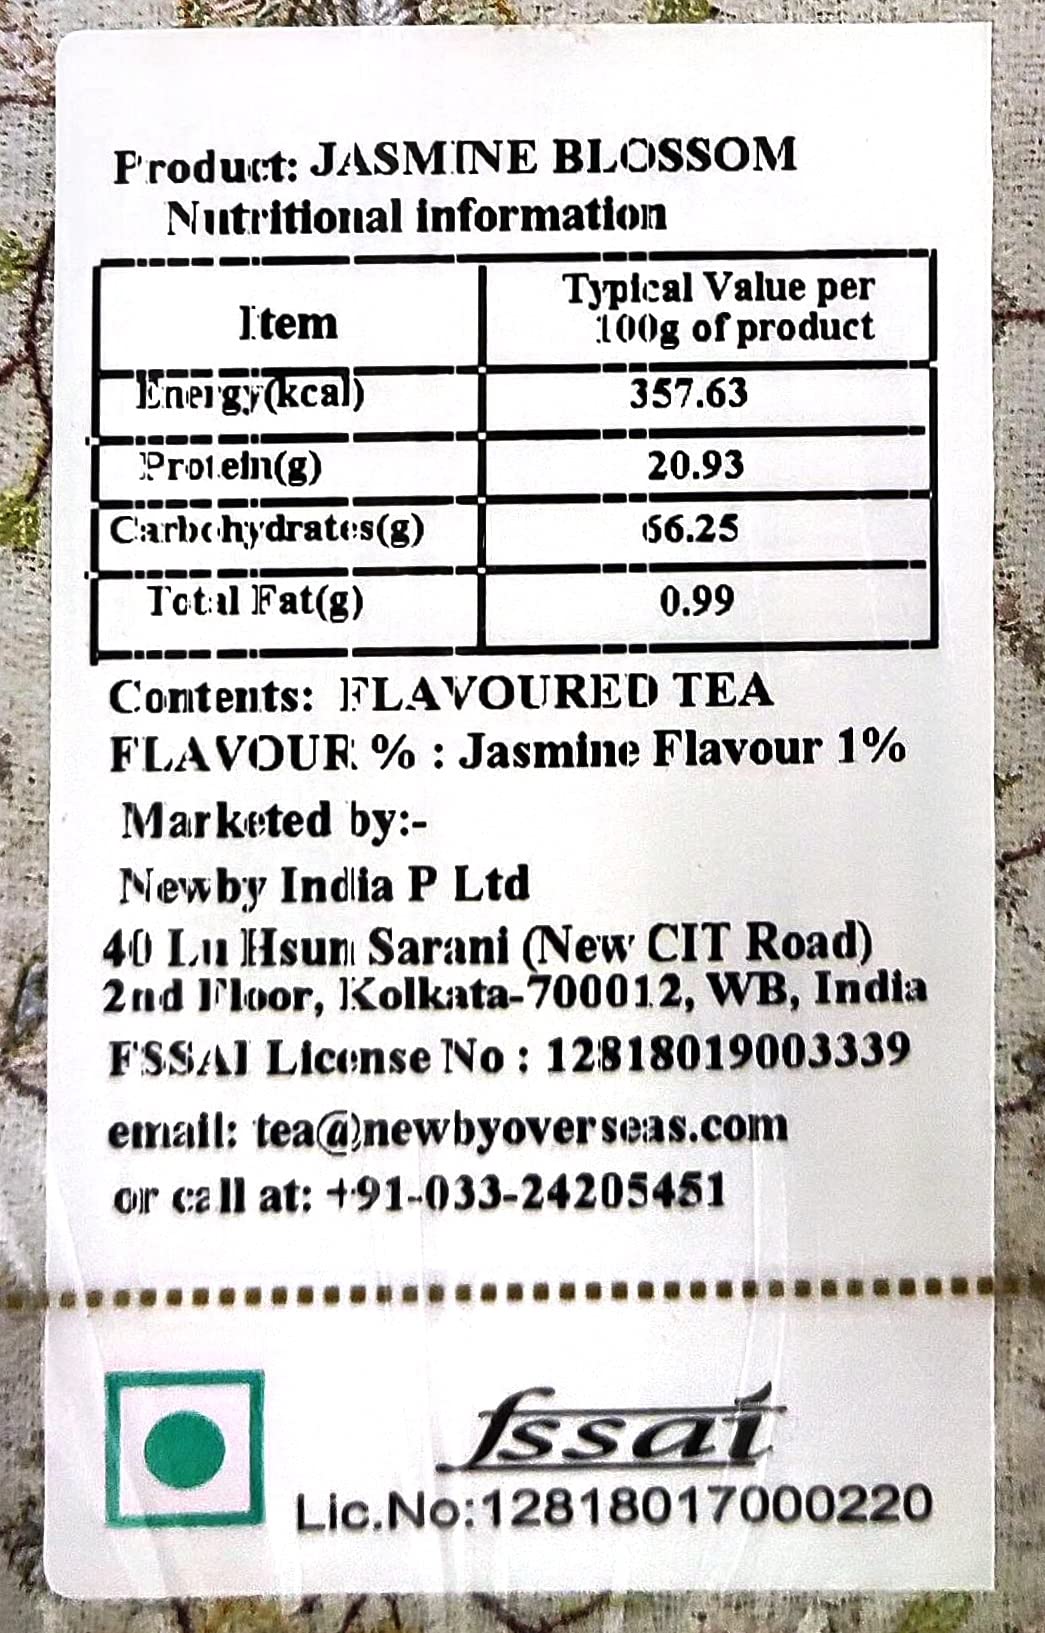 Product: JASMINE BLOSSOM
Nutritional information
Item Typical Value per 100g of product
Energy(kcal) 357.63
Protein(g) 20.93
Carbohydrates(g) 66.25
Total Fat(g) 0.99
Contents: FLAVOURED TEA
FLAVOUR % : Jasmine Flavour 1%
Marketed by:-
Newby India P Ltd
40 Lu Hsun Sarani (New CIT Road)
2nd Floor, Kolkata-700012, WB, India
FSSAI License No : 12818019003339
email: tea@newbyoverseas.com
or call at: +91-033-24205451
fssai
Lic.No:12818017000220